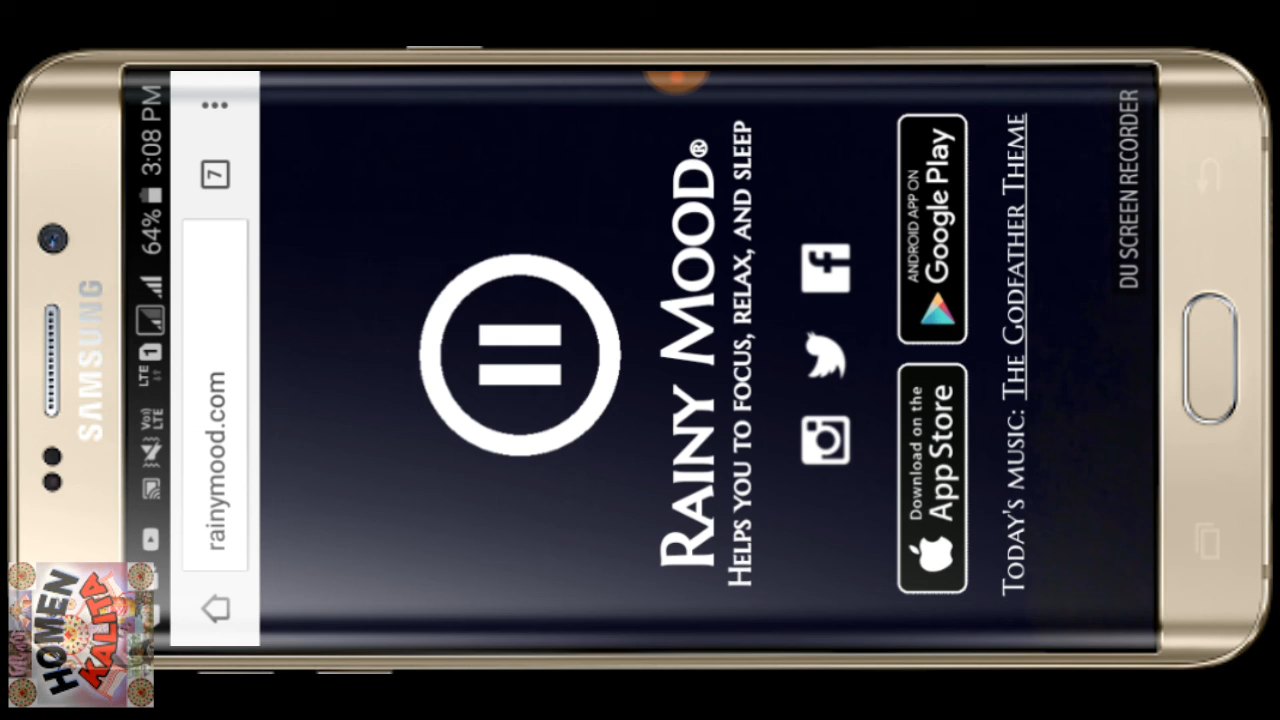 SAMSUNG
LTE 1 Vo)) LTE 64% 3:08 PM
rainymood.com 7
RAINY MOOD®
HELPS YOU TO FOCUS, RELAX, AND SLEEP
Download on the App Store
ANDROID APP ON Google Play
TODAY'S MUSIC: THE GODFATHER THEME
DU SCREEN RECORDER
HOMEN
KALITA